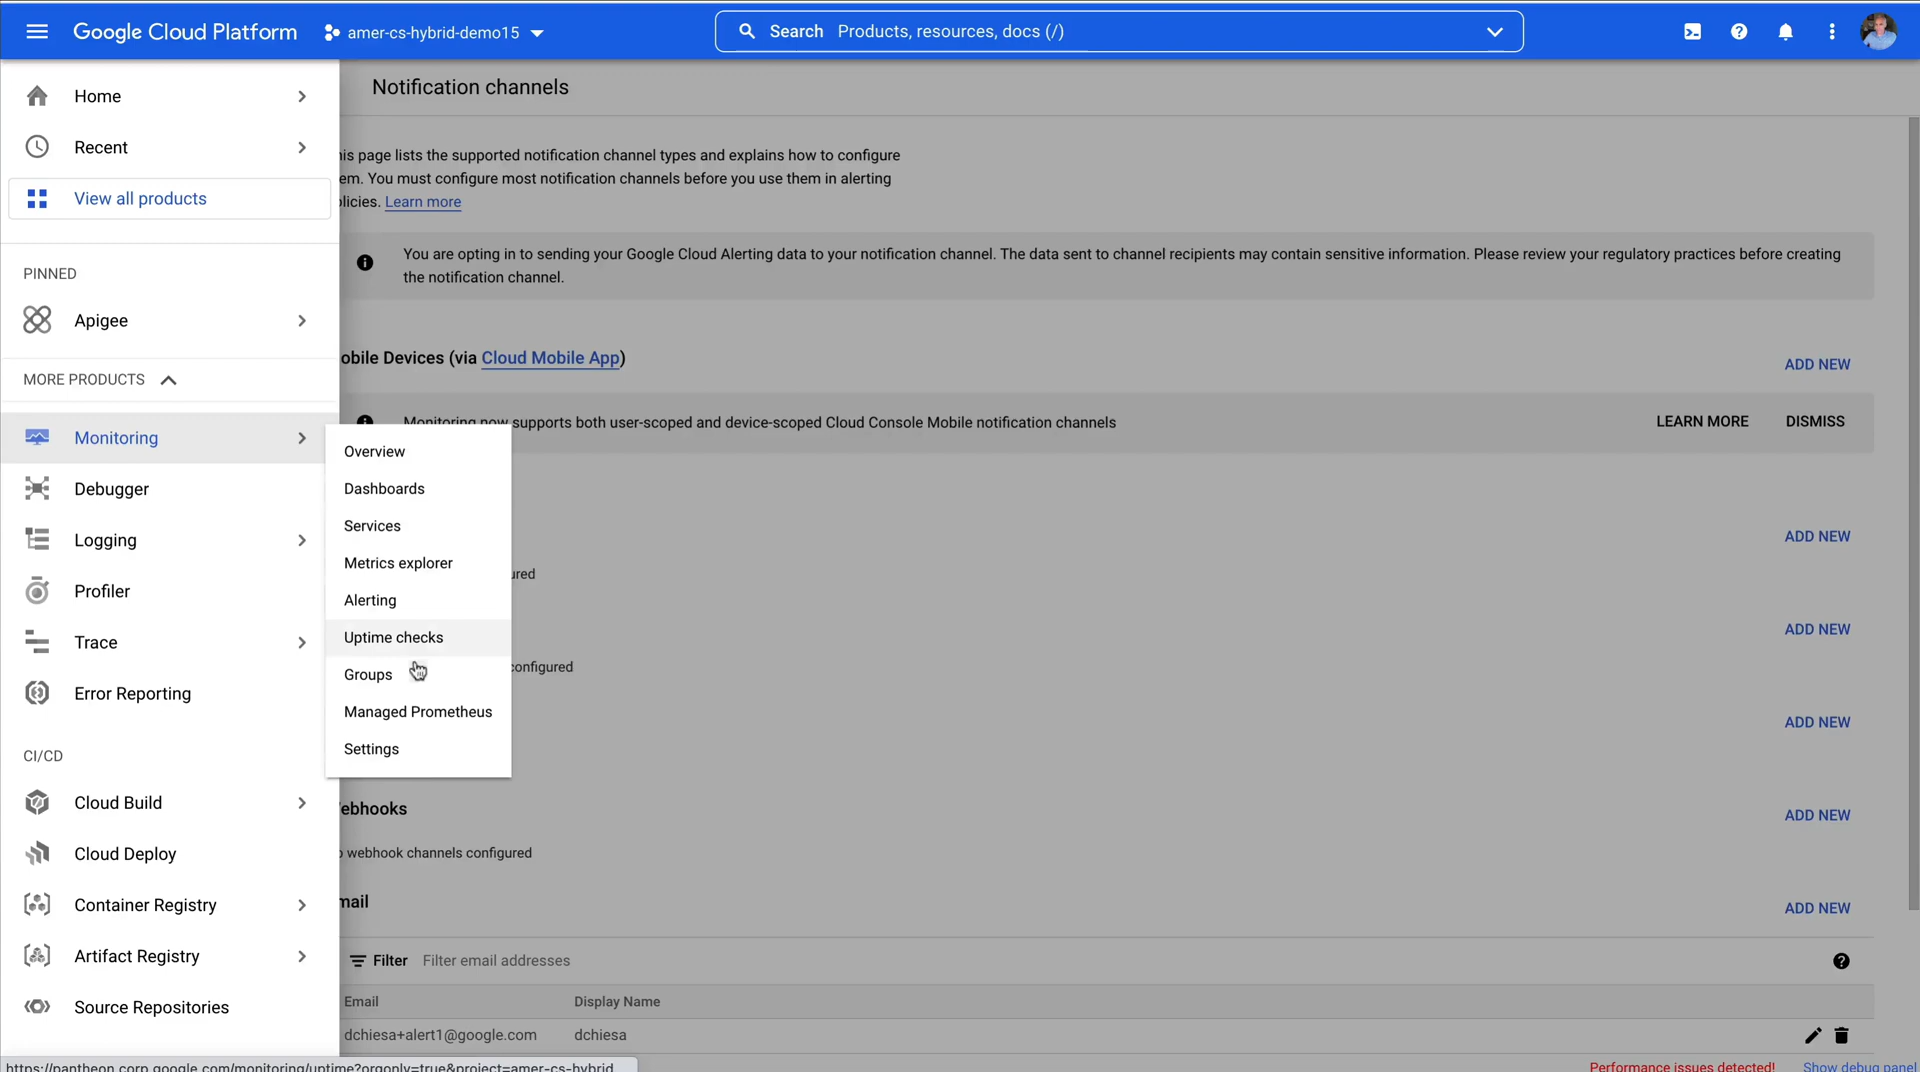 Google Cloud Platform
amer-cs-hybrid-demo15
Search Products, resources, docs (/)
Home
Recent
View all products
PINNED
Apigee
MORE PRODUCTS
Monitoring
Debugger
Logging
Profiler
Trace
Error Reporting
CI/CD
Cloud Build
Cloud Deploy
Container Registry
Artifact Registry
Source Repositories
Overview
Dashboards
Services
Metrics explorer
Alerting
Uptime checks
Groups
Managed Prometheus
Settings
Notification channels
his page lists the supported notification channel types and explains how to configure
em. You must configure most notification channels before you use them in alerting
licies. Learn more
You are opting in to sending your Google Cloud Alerting data to your notification channel. The data sent to channel recipients may contain sensitive information. Please review your regulatory practices before creating
the notification channel.
obile Devices (via Cloud Mobile App)
ADD NEW
Monitoring now supports both user-scoped and device-scoped Cloud Console Mobile notification channels
LEARN MORE DISMISS
ADD NEW
ured
ADD NEW
configured
ADD NEW
ebhooks
ADD NEW
webhook channels configured
mail
ADD NEW
Filter Filter email addresses
Email Display Name
dchiesa+alert1@google.com dchiesa
https://pantheon.corp.google.com/monitoring/uptime?orgonly=true&project=amer-cs-hybrid
Performance issues detected! Show debug panel